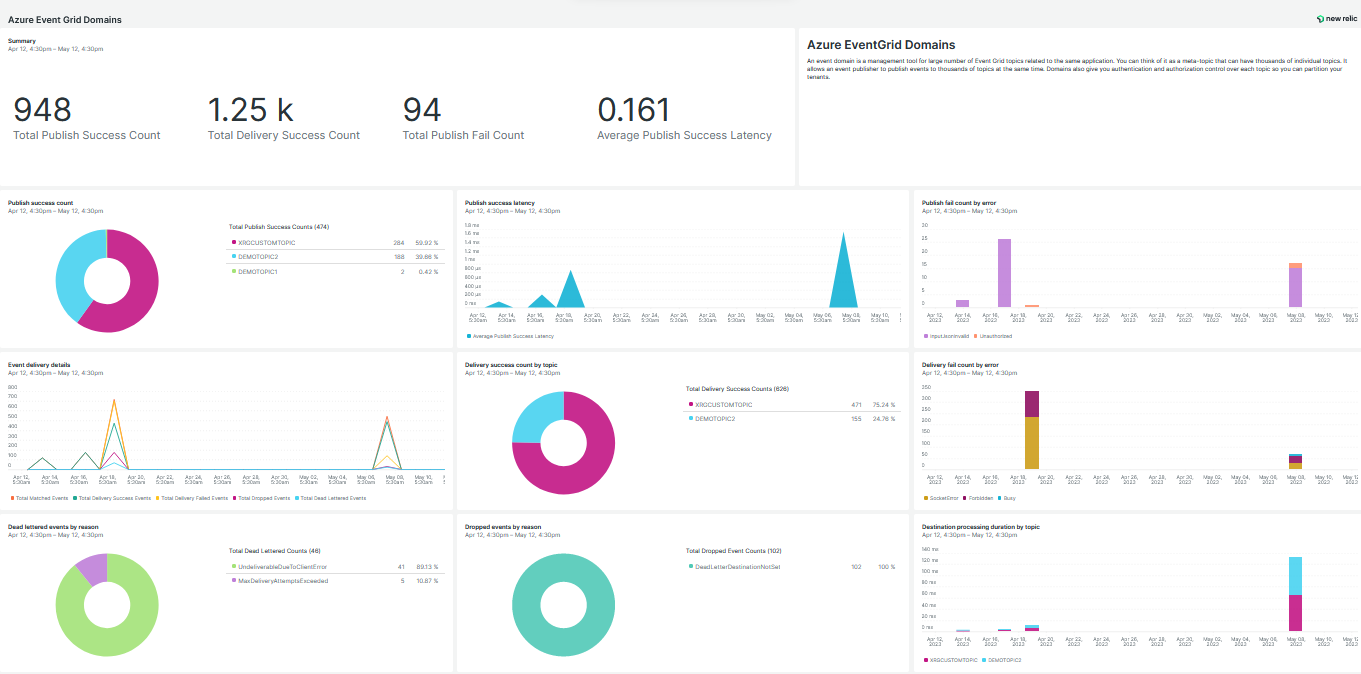 Azure Event Grid Domains
new relic
Summary
Apr 12, 4:30pm – May 12, 4:30pm
948
Total Publish Success Count
1.25 k
Total Delivery Success Count
94
Total Publish Fail Count
0.161
Average Publish Success Latency
Azure EventGrid Domains
An event domain is a management tool for large number of Event Grid topics related to the same application. You can think of it as a meta-topic that can have thousands of individual topics. It
allows an event publisher to publish events to thousands of topics at the same time. Domains also give you authentication and authorization control over each topic so you can partition your
tenants.
Publish success count
Apr 12, 4:30pm – May 12, 4:30pm
Total Publish Success Counts (474)
XRGCUSTOMTOPIC 284 59.92 %
DEMOTOPIC2 188 39.66 %
DEMOTOPIC1 2 0.42 %
Publish success latency
Apr 12, 4:30pm – May 12, 4:30pm
1.8 ms
1.6 ms
1.4 ms
1.2 ms
1 ms
800 µs
600 µs
400 µs
200 µs
0 ms
Apr 12, Apr 14, Apr 16, Apr 18, Apr 20, Apr 22, Apr 24, Apr 26, Apr 28, Apr 30, May 02, May 04, May 06, May 08, May 10,
5:30am 5:30am 5:30am 5:30am 5:30am 5:30am 5:30am 5:30am 5:30am 5:30am 5:30am 5:30am 5:30am 5:30am 5:30am
Average Publish Success Latency
Publish fail count by error
Apr 12, 4:30pm – May 12, 4:30pm
30
25
20
15
10
5
0
Apr 12, Apr 14, Apr 16, Apr 18, Apr 20, Apr 22, Apr 24, Apr 26, Apr 28, Apr 30, May 02, May 04, May 06, May 08, May 10, May 12,
2023 2023 2023 2023 2023 2023 2023 2023 2023 2023 2023 2023 2023 2023 2023 2023
InputJsonInvalid Unauthorized
Event delivery details
Apr 12, 4:30pm – May 12, 4:30pm
800
700
600
500
400
300
200
100
0
Apr 12, Apr 14, Apr 16, Apr 18, Apr 20, Apr 22, Apr 24, Apr 26, Apr 28, Apr 30, May 02, May 04, May 06, May 08, May 10,
5:30am 5:30am 5:30am 5:30am 5:30am 5:30am 5:30am 5:30am 5:30am 5:30am 5:30am 5:30am 5:30am 5:30am 5:30am
Total Matched Events Total Delivery Success Events Total Delivery Failed Events Total Dropped Events Total Dead Lettered Events
Delivery success count by topic
Apr 12, 4:30pm – May 12, 4:30pm
Total Delivery Success Counts (626)
XRGCUSTOMTOPIC 471 75.24 %
DEMOTOPIC2 155 24.76 %
Delivery fail count by error
Apr 12, 4:30pm – May 12, 4:30pm
350
300
250
200
150
100
50
0
Apr 12, Apr 14, Apr 16, Apr 18, Apr 20, Apr 22, Apr 24, Apr 26, Apr 28, Apr 30, May 02, May 04, May 06, May 08, May 10, May 12,
2023 2023 2023 2023 2023 2023 2023 2023 2023 2023 2023 2023 2023 2023 2023 2023
SocketError Forbidden Busy
Dead lettered events by reason
Apr 12, 4:30pm – May 12, 4:30pm
Total Dead Lettered Counts (46)
UndeliverableDueToClientError 41 89.13 %
MaxDeliveryAttemptsExceeded 5 10.87 %
Dropped events by reason
Apr 12, 4:30pm – May 12, 4:30pm
Total Dropped Event Counts (102)
DeadLetterDestinationNotSet 102 100 %
Destination processing duration by topic
Apr 12, 4:30pm – May 12, 4:30pm
140 ms
120 ms
100 ms
80 ms
60 ms
40 ms
20 ms
0 ms
Apr 12, Apr 14, Apr 16, Apr 18, Apr 20, Apr 22, Apr 24, Apr 26, Apr 28, Apr 30, May 02, May 04, May 06, May 08, May 10, May 12,
2023 2023 2023 2023 2023 2023 2023 2023 2023 2023 2023 2023 2023 2023 2023 2023
XRGCUSTOMTOPIC DEMOTOPIC2